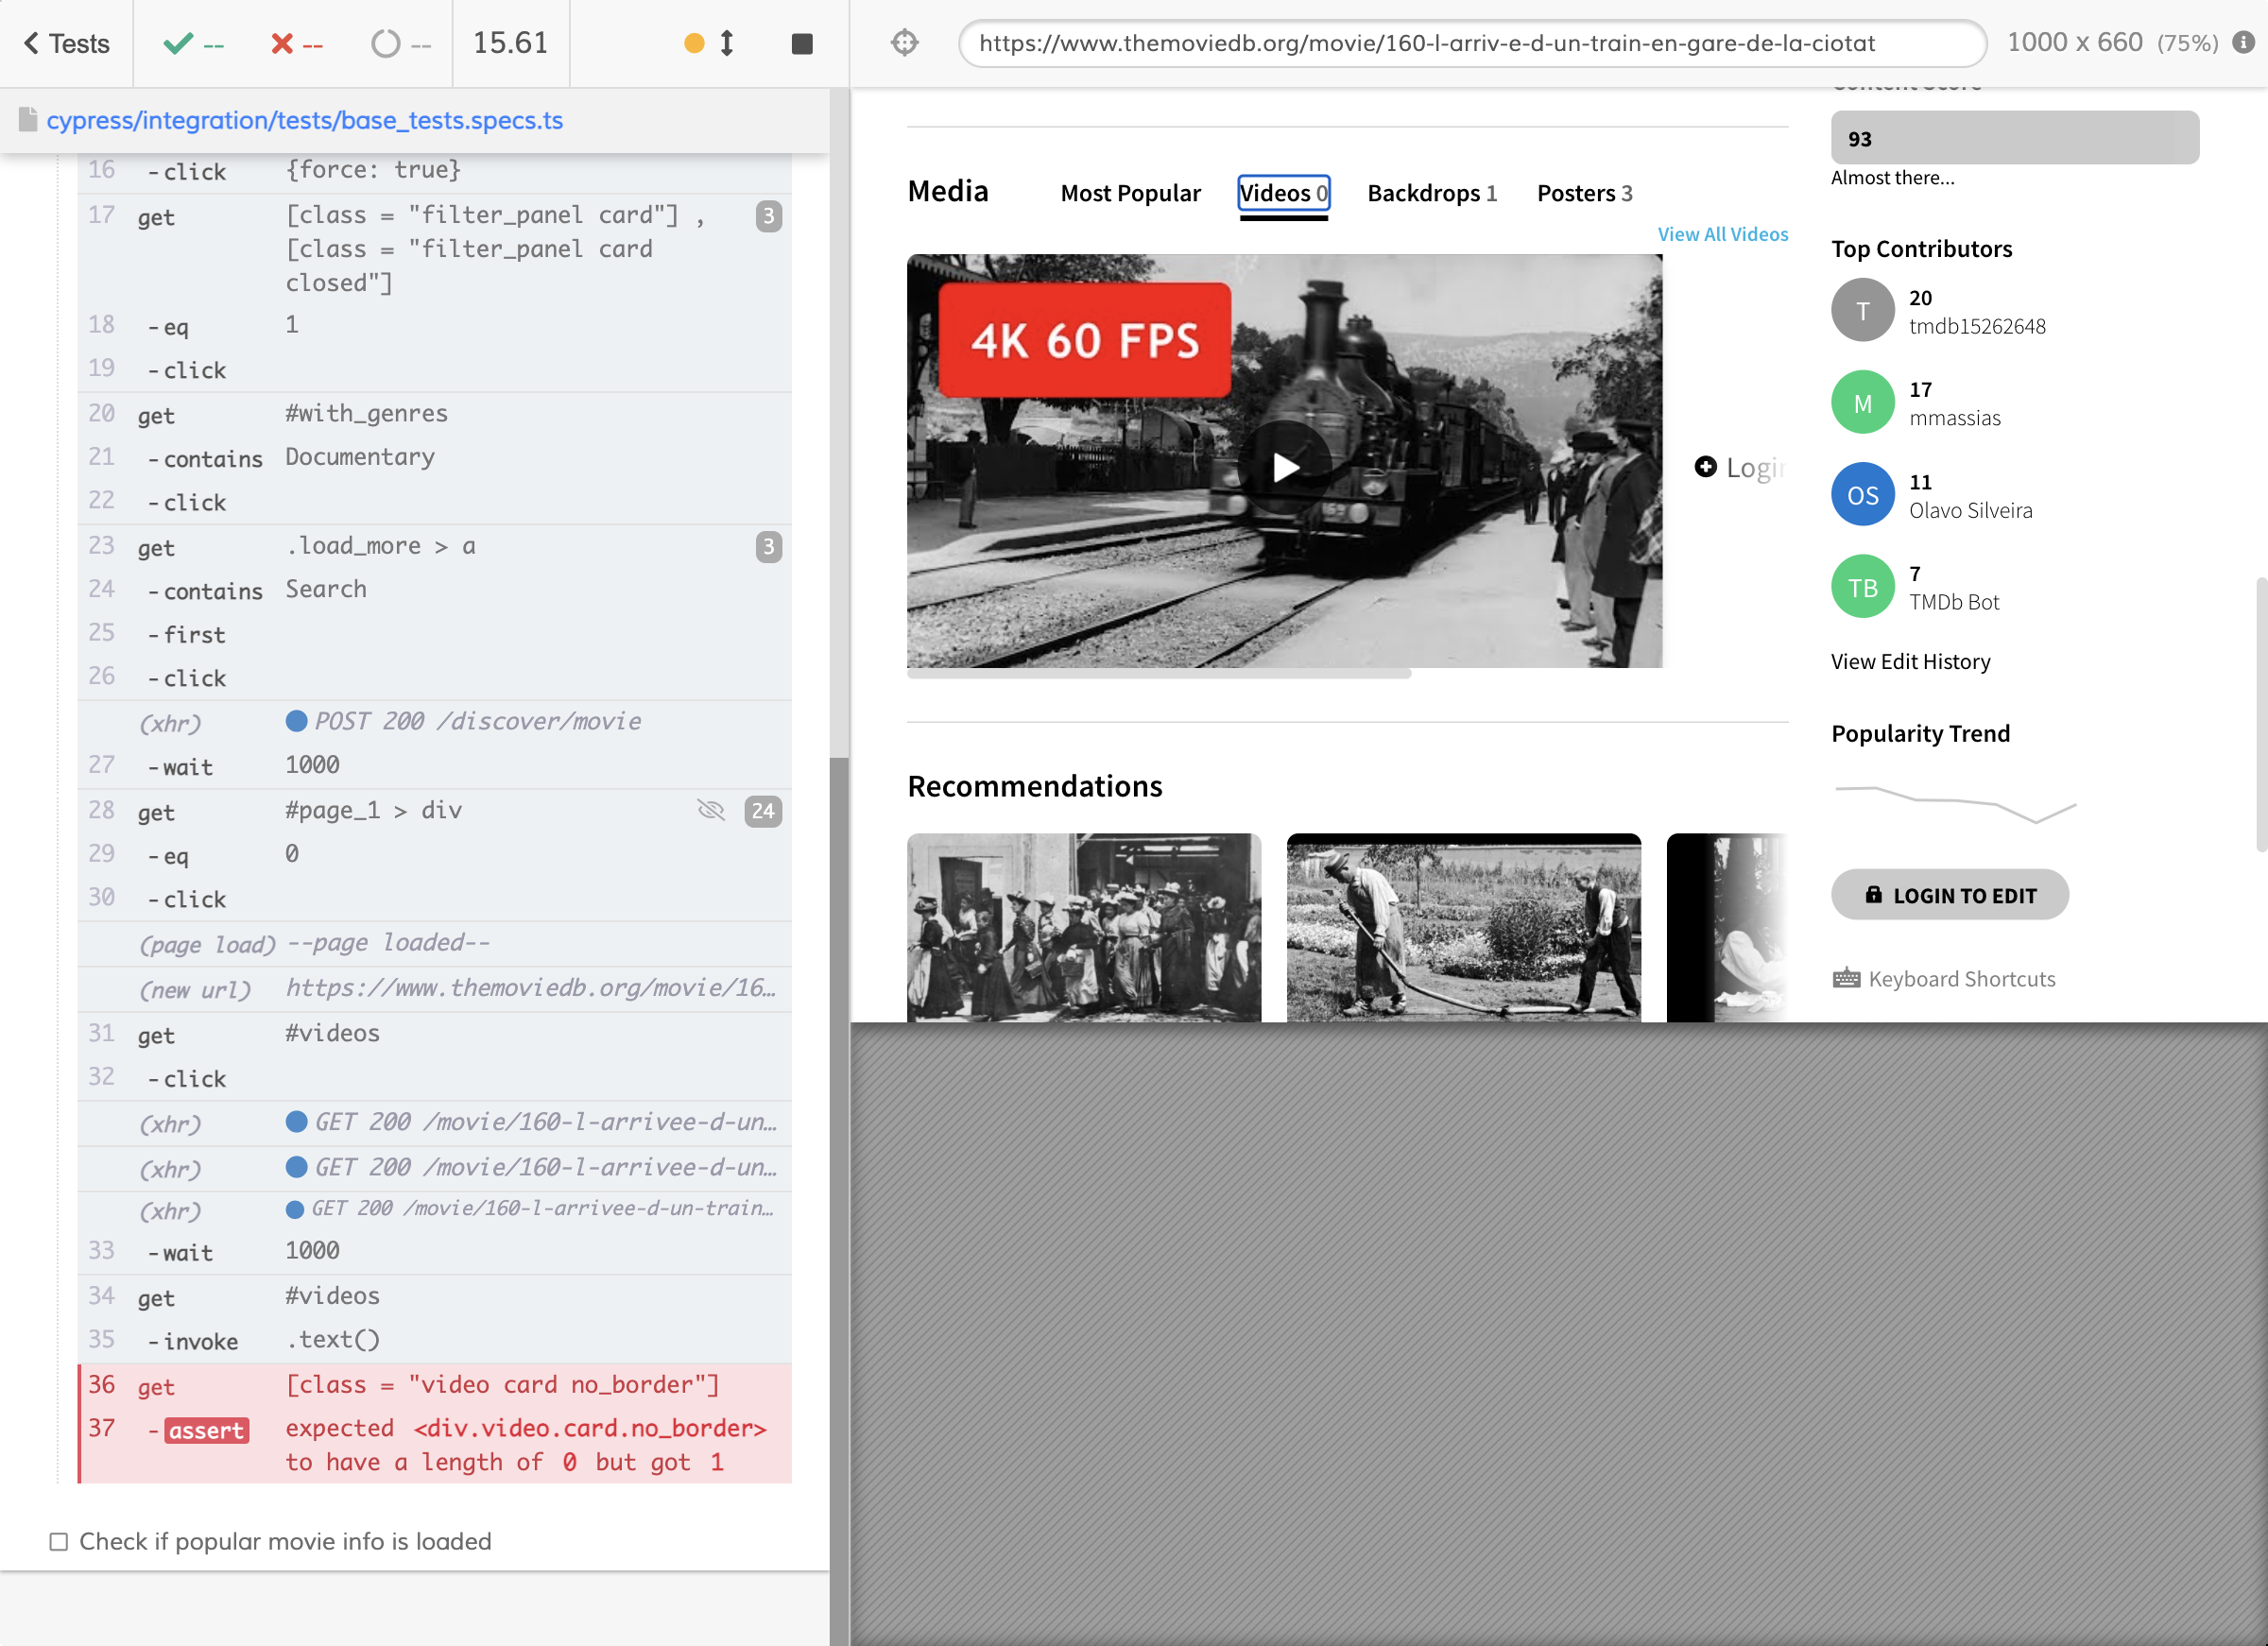 Tests
--
--
--
15.61
https://www.themoviedb.org/movie/160-l-arriv-e-d-un-train-en-gare-de-la-ciotat
1000 x 660 (75%)
cypress/integration/tests/base_tests.specs.ts
16 -click {force: true}
17 get [class = "filter_panel card"] , 3
[class = "filter_panel card
closed"]
18 -eq 1
19 -click
20 get #with_genres
21 -contains Documentary
22 -click
23 get .load_more > a 3
24 -contains Search
25 -first
26 -click
(xhr) POST 200 /discover/movie
27 -wait 1000
28 get #page_1 > div 24
29 -eq 0
30 -click
(page load) --page loaded--
(new url) https://www.themoviedb.org/movie/16…
31 get #videos
32 -click
(xhr) GET 200 /movie/160-l-arrivee-d-un…
(xhr) GET 200 /movie/160-l-arrivee-d-un…
(xhr) GET 200 /movie/160-l-arrivee-d-un-train…
33 -wait 1000
34 get #videos
35 -invoke .text()
36 get [class = "video card no_border"]
37 -assert expected <div.video.card.no_border>
to have a length of 0 but got 1
Check if popular movie info is loaded
Media Most Popular Videos 0 Backdrops 1 Posters 3
View All Videos
4K 60 FPS
Login
Recommendations
Content Score
93
Almost there...
Top Contributors
T 20
tmdb15262648
M 17
mmassias
OS 11
Olavo Silveira
TB 7
TMDb Bot
View Edit History
Popularity Trend
LOGIN TO EDIT
Keyboard Shortcuts